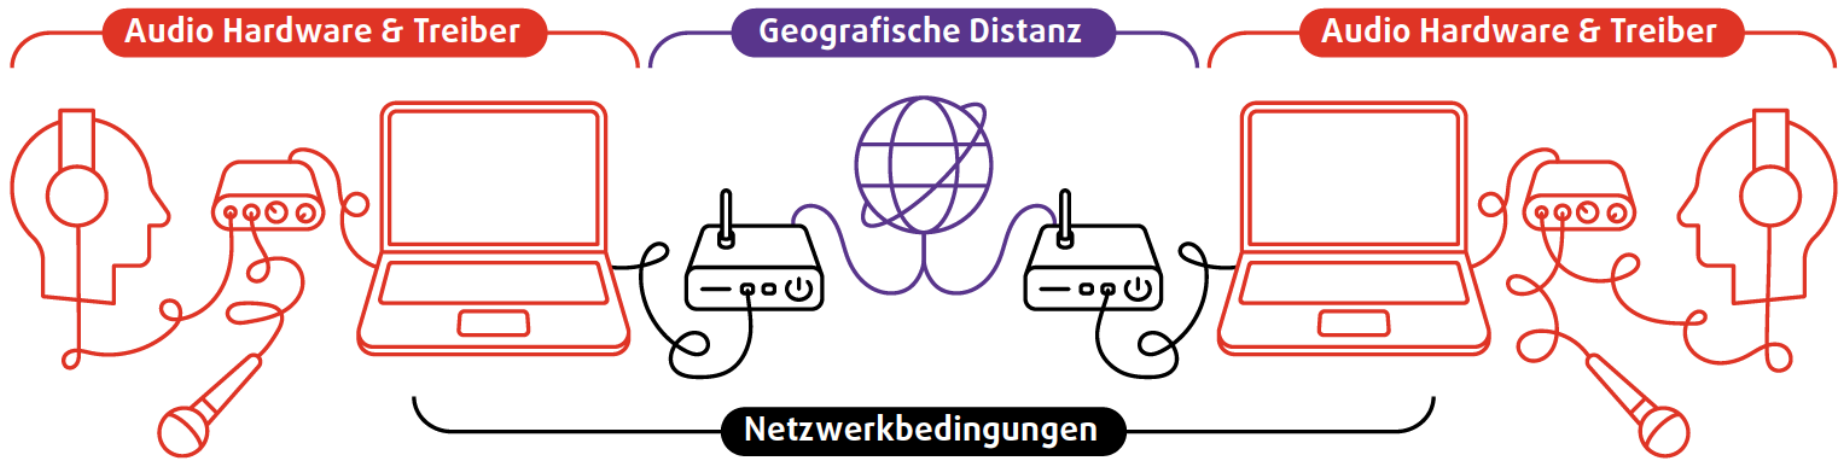 Audio Hardware & Treiber
Geografische Distanz
Audio Hardware & Treiber
Netzwerkbedingungen